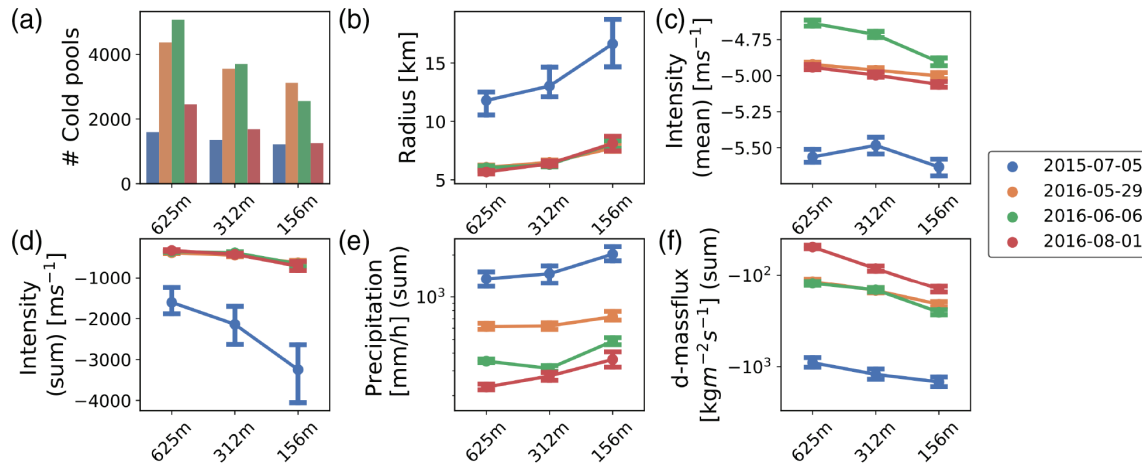 (a)
# Cold pools
4000
2000
0
625m
312m
156m
(b)
Radius [km]
15
10
5
625m
312m
156m
(c)
Intensity
(mean) [ms⁻¹]
−4.75
−5.00
−5.25
−5.50
625m
312m
156m
2015-07-05
2016-05-29
2016-06-06
2016-08-01
(d)
Intensity
(sum) [ms⁻¹]
−1000
−2000
−3000
−4000
625m
312m
156m
(e)
Precipitation
[mm/h] (sum)
10³
625m
312m
156m
(f)
d-massflux
[kgm⁻²s⁻¹] (sum)
−10²
−10³
625m
312m
156m